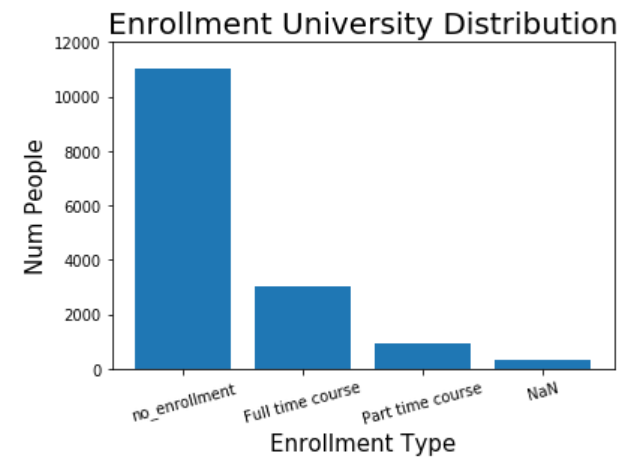 Enrollment University Distribution
12000
10000
8000
6000
4000
2000
0
Num People
no_enrollment
Full time course
Part time course
NaN
Enrollment Type